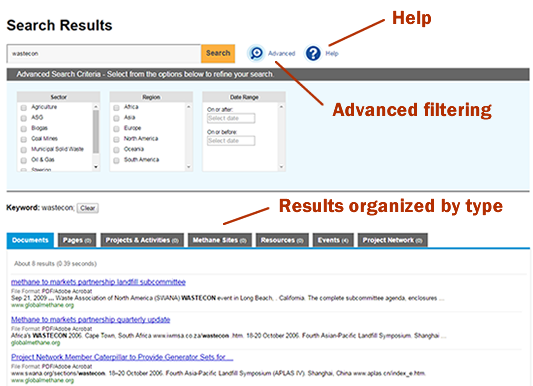 Search Results
Help
wastecon
Search
Advanced
Help
Advanced Search Criteria - Select from the options below to refine your search.
Advanced filtering
Sector
Region
Date Range
Agriculture
ASG
Biogas
Coal Mines
Municipal Solid Waste
Oil & Gas
Steering
Africa
Asia
Europe
North America
Oceania
South America
On or after:
Select date
On or before:
Select date
Results organized by type
Keyword: wastecon; Clear
Documents
Pages (0)
Projects & Activities (0)
Methane Sites (0)
Resources (0)
Events (4)
Project Network (0)
About 8 results (0.39 seconds)
methane to markets partnership landfill subcommittee
File Format: PDF/Adobe Acrobat
Sep 21, 2009 ... Waste Association of North America (SWANA) WASTECON event in Long Beach, . California. The complete subcommittee agenda, enclosures ...
www.globalmethane.org
Methane to markets partnership quarterly update
File Format: PDF/Adobe Acrobat
Africa's WASTECON 2006. Cape Town, South Africa www.iwmsa.co.za/wastecon .htm. 18-20 October 2006. Fourth Asian-Pacific Landfill Symposium. Shanghai ...
www.globalmethane.org
Project Network Member Caterpillar to Provide Generator Sets for ...
File Format: PDF/Adobe Acrobat
www.swana.org/sections/wastecon. 18–20 October 2006. Fourth Asian-Pacific Landfill Symposium (APLAS IV). Shanghai, China www.aplas.cn/index_e.htm.